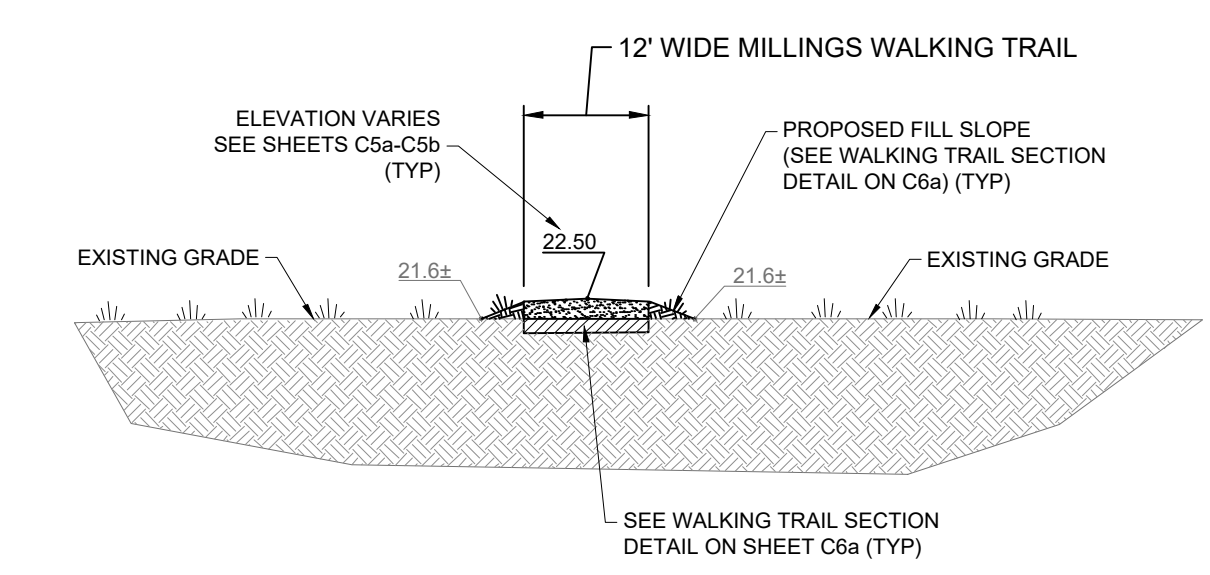 12' WIDE MILLINGS WALKING TRAIL
ELEVATION VARIES
SEE SHEETS C5a-C5b
(TYP)
PROPOSED FILL SLOPE
(SEE WALKING TRAIL SECTION
DETAIL ON C6a) (TYP)
22.50
EXISTING GRADE
21.6±
21.6±
EXISTING GRADE
SEE WALKING TRAIL SECTION
DETAIL ON SHEET C6a (TYP)